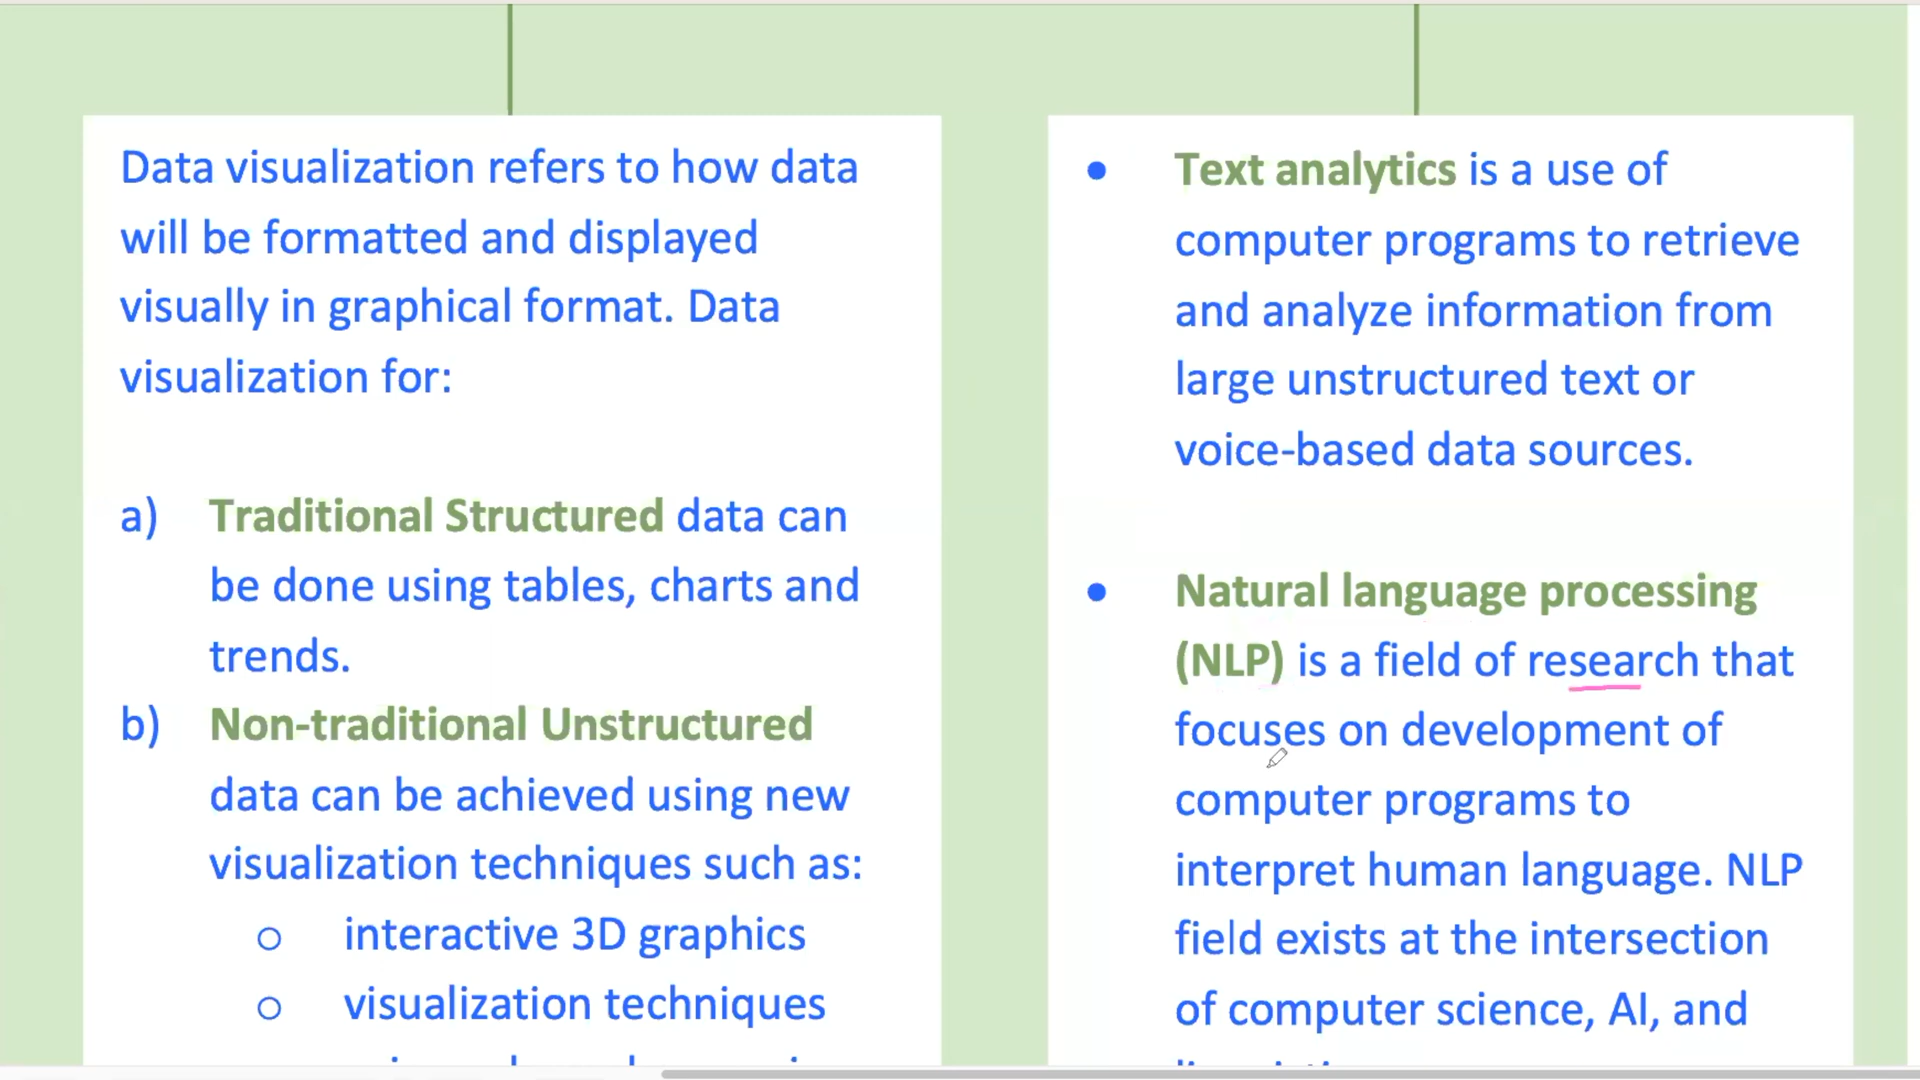 Data visualization refers to how data
will be formatted and displayed
visually in graphical format. Data
visualization for:
a) Traditional Structured data can
be done using tables, charts and
trends.
b) Non-traditional Unstructured
data can be achieved using new
visualization techniques such as:
o interactive 3D graphics
o visualization techniques
• Text analytics is a use of
computer programs to retrieve
and analyze information from
large unstructured text or
voice-based data sources.
• Natural language processing
(NLP) is a field of research that
focuses on development of
computer programs to
interpret human language. NLP
field exists at the intersection
of computer science, AI, and